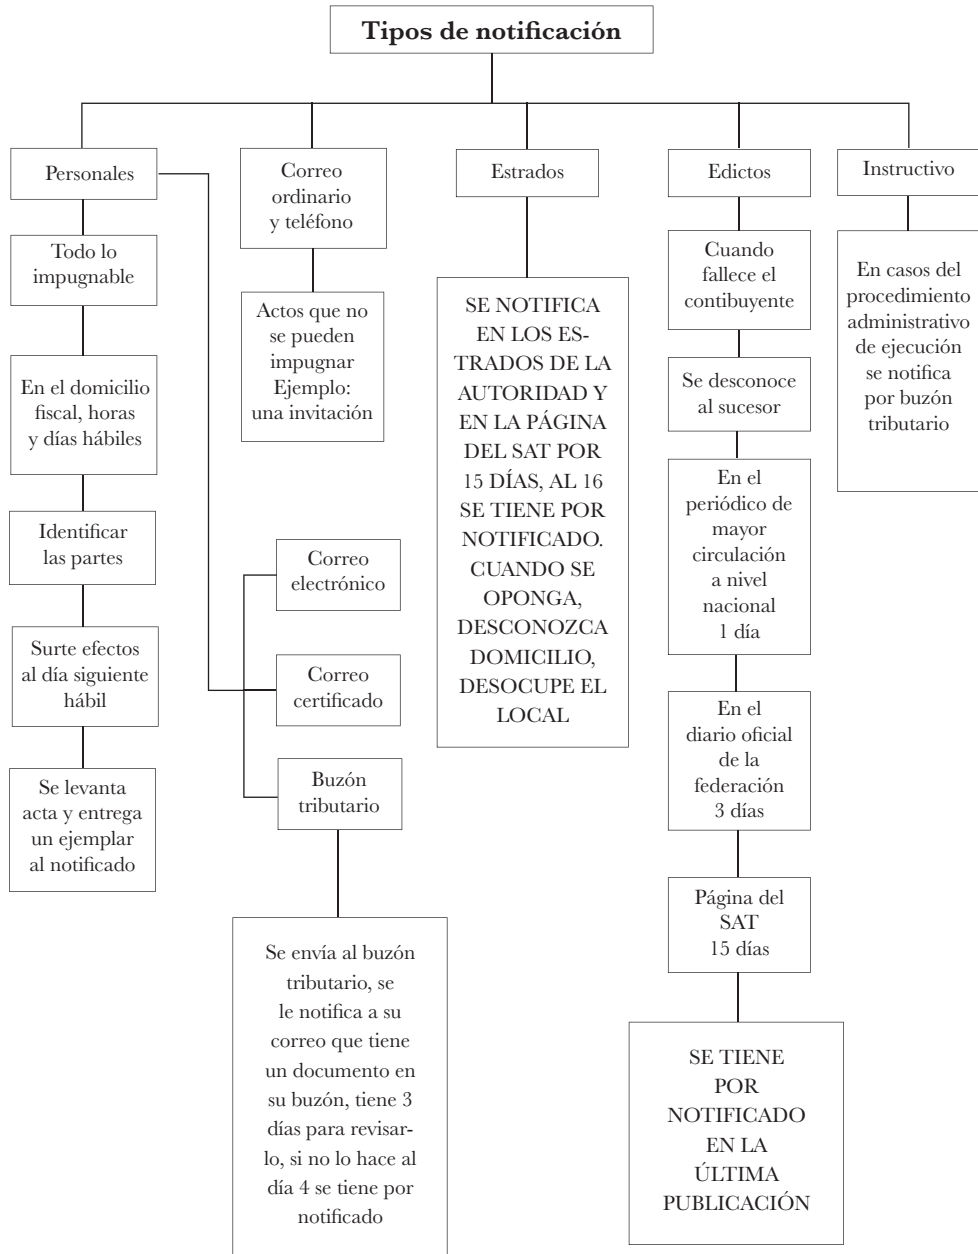 Tipos de notificación
Personales
Todo lo
impugnable
En el domicilio
fiscal, horas
y días hábiles
Identificar
las partes
Surte efectos
al día siguiente
hábil
Se levanta
acta y entrega
un ejemplar
al notificado
Correo
ordinario
y teléfono
Actos que no
se pueden
impugnar
Ejemplo:
una invitación
Correo
electrónico
Correo
certificado
Buzón
tributario
Se envía al buzón
tributario, se
le notifica a su
correo que tiene
un documento en
su buzón, tiene 3
días para revisar-
lo, si no lo hace al
día 4 se tiene por
notificado
Estrados
SE NOTIFICA
EN LOS ES-
TRADOS DE LA
AUTORIDAD Y
EN LA PÁGINA
DEL SAT POR
15 DÍAS, AL 16
SE TIENE POR
NOTIFICADO.
CUANDO SE
OPONGA,
DESCONOZCA
DOMICILIO,
DESOCUPE EL
LOCAL
Edictos
Cuando
fallece el
contibuyente
Se desconoce
al sucesor
En el
periódico de
mayor
circulación
a nivel
nacional
1 día
En el
diario oficial
de la
federación
3 días
Página del
SAT
15 días
SE TIENE
POR
NOTIFICADO
EN LA
ÚLTIMA
PUBLICACIÓN
Instructivo
En casos del
procedimiento
administrativo
de ejecución
se notifica
por buzón
tributario